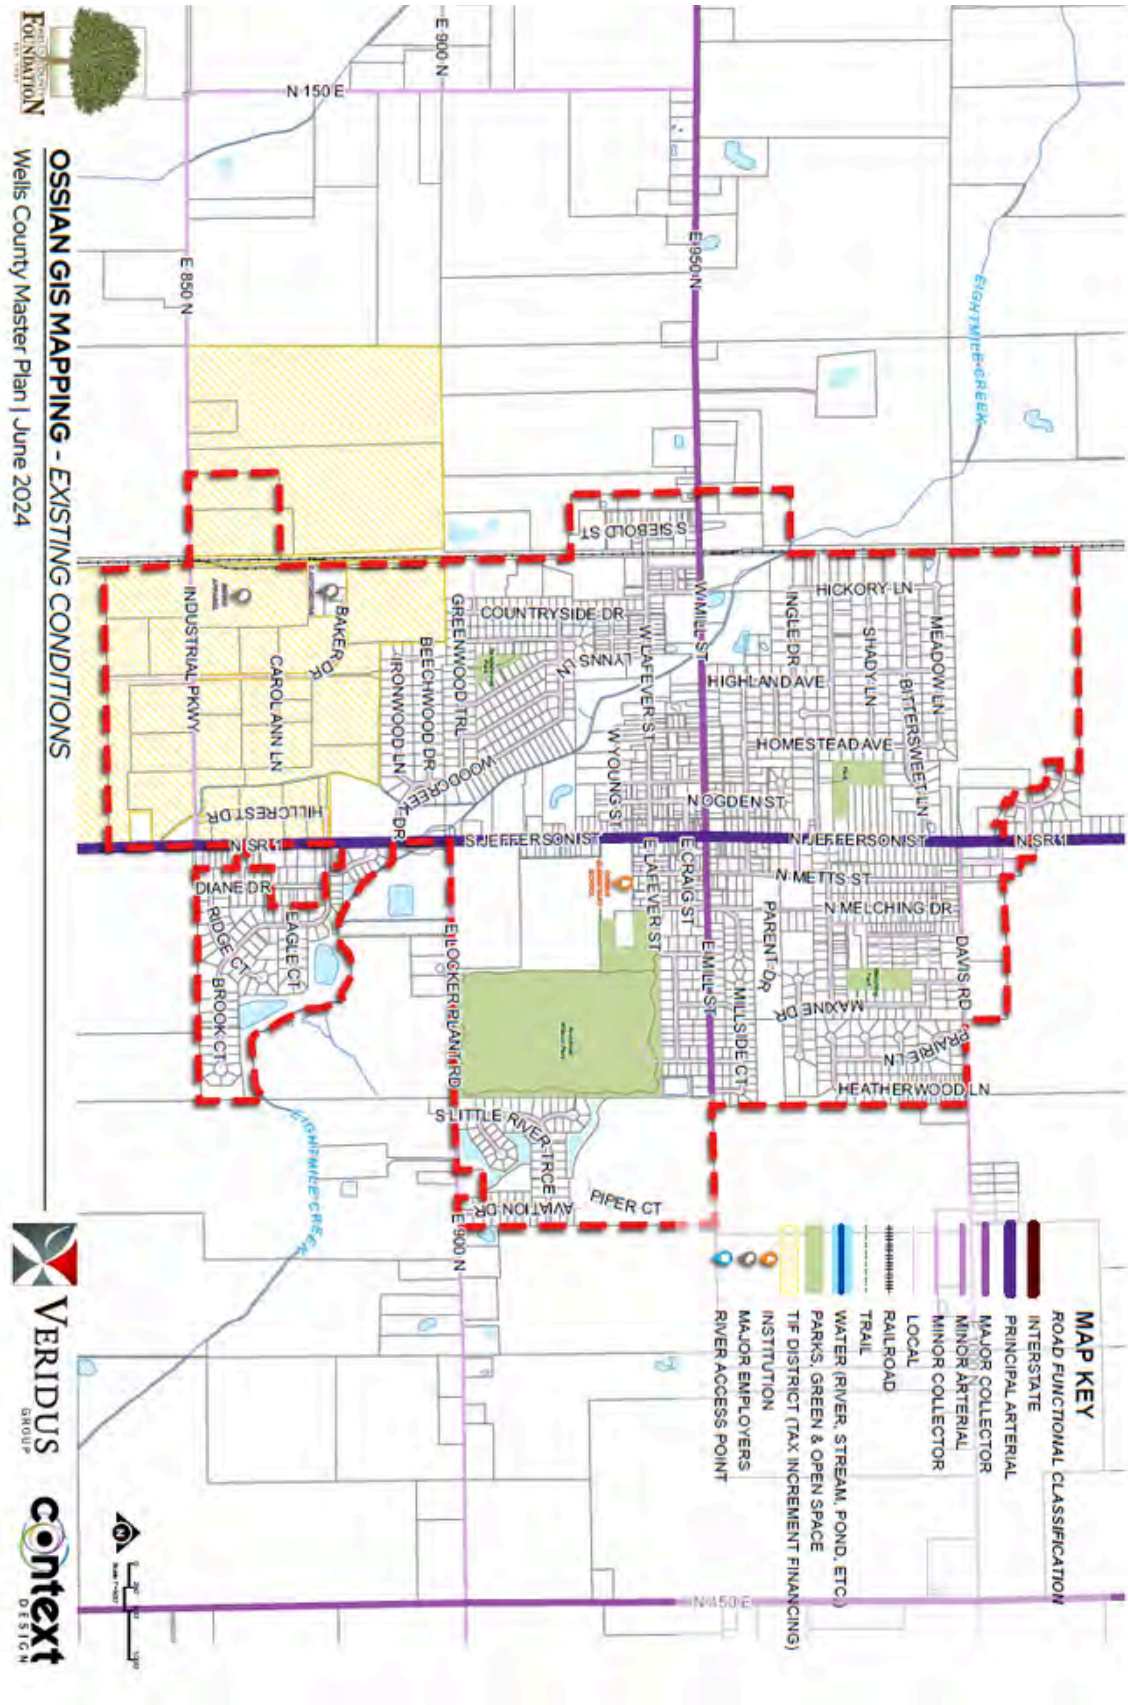 OSSIAN GIS MAPPING - EXISTING CONDITIONS
Wells County Master Plan | June 2024
FOUNDATION
VERIDUS
GROUP
context
DESIGN
MAP KEY
ROAD FUNCTIONAL CLASSIFICATION
INTERSTATE
PRINCIPAL ARTERIAL
MAJOR COLLECTOR
MINOR ARTERIAL
MINOR COLLECTOR
LOCAL
RAILROAD
TRAIL
WATER (RIVER, STREAM, POND, ETC.)
PARKS, GREEN & OPEN SPACE
TIF DISTRICT (TAX INCREMENT FINANCING)
INSTITUTION
MAJOR EMPLOYERS
RIVER ACCESS POINT
EIGHTMILE CREEK
N 150 E
E 900 N
E 950 N
E 850 N
S SIEBOLD ST
HICKORY LN
MEADOW LN
INGLE DR
SHADY LN
BITTERSWEET LN
HIGHLAND AVE
HOMESTEAD AVE
W MILL ST
COUNTRYSIDE DR
W LAFEVER ST
LYNNS LN
GREENWOOD TRL
BEECHWOOD DR
IRONWOOD LN
WOODCREEK DR
BAKER DR
INDUSTRIAL PKWY
CAROL ANN LN
HILLCREST DR
W YOUNG ST
N OGDEN ST
N SR 1
S JEFFERSON ST
N JEFFERSON ST
N SR 1
E LAFEVER ST
E CRAIG ST
N METTS ST
N MELCHING DR
DAVIS RD
PARENT DR
MAXINE DR
PRAIRIE LN
HEATHERWOOD LN
E MILL ST
MILLSIDE CT
DIANE DR
RIDGE CT
EAGLE CT
BROOK CT
E LOCKER PLANT RD
S LITTLE RIVER TRCE
AVIATION DR
PIPER CT
E 900 N
EIGHTMILE CREEK
N 450 E
N